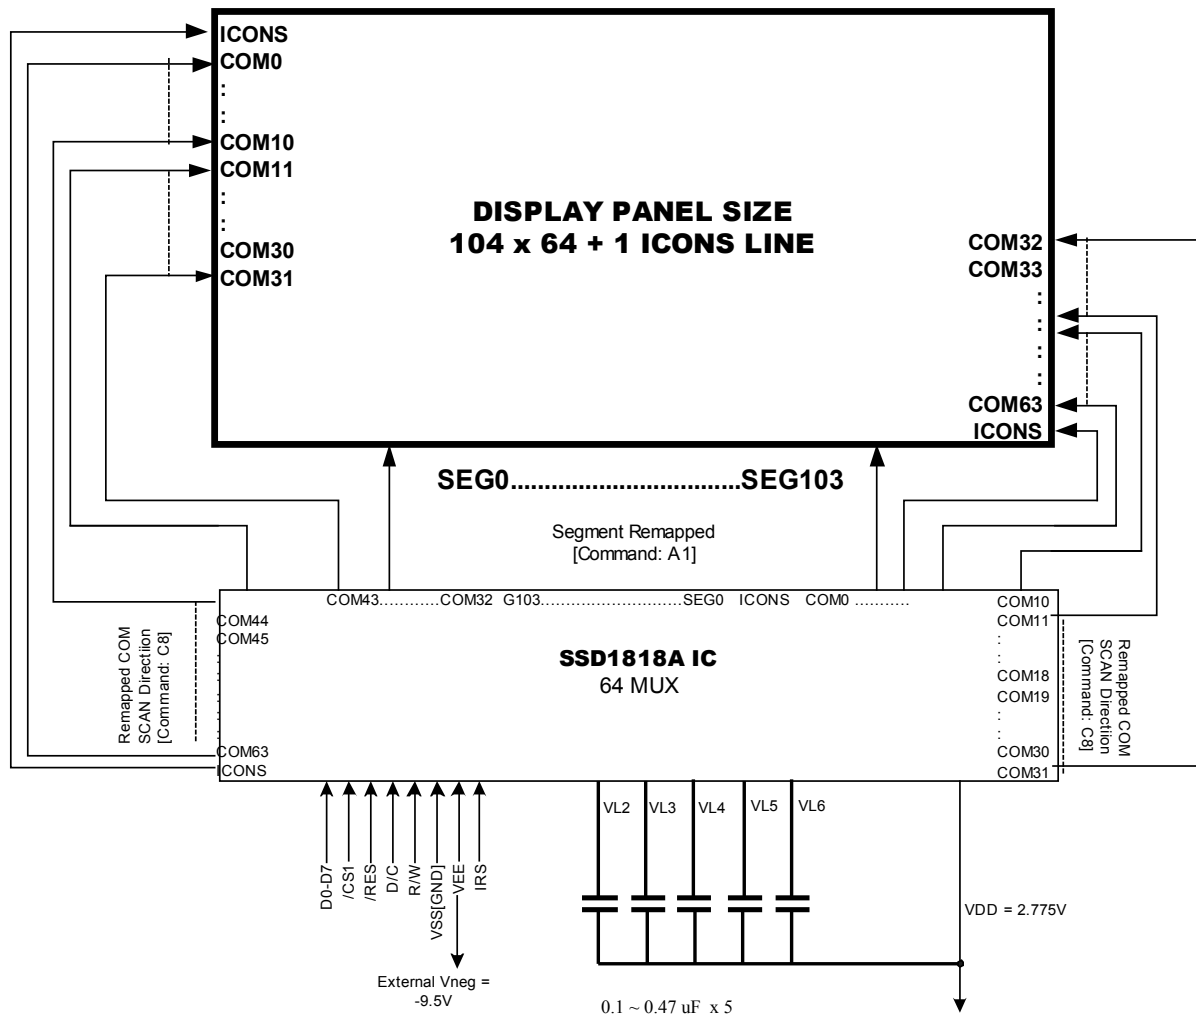 ICONS
COM0
:
:
COM10
COM11
:
:
COM30
COM31
DISPLAY PANEL SIZE
104 x 64 + 1 ICONS LINE
COM32
COM33
:
:
:
:
COM63
ICONS
SEG0..................................SEG103
Segment Remapped
[Command: A1]
COM43............COM32 G103.............................SEG0 ICONS COM0 ...........
COM44
COM45
:
:
:
:
:
COM63
ICONS
Remapped COM
SCAN Directiion
[Command: C8]
SSD1818A IC
64 MUX
COM10
COM11
:
:
COM18
COM19
:
:
COM30
COM31
Remapped COM
SCAN Directiion
[Command: C8]
D0-D7
/CS1
/RES
D/C
R/W
VSS[GND]
VEE
IRS
VL2
VL3
VL4
VL5
VL6
VDD = 2.775V
External Vneg =
-9.5V
0.1 ~ 0.47 uF x 5